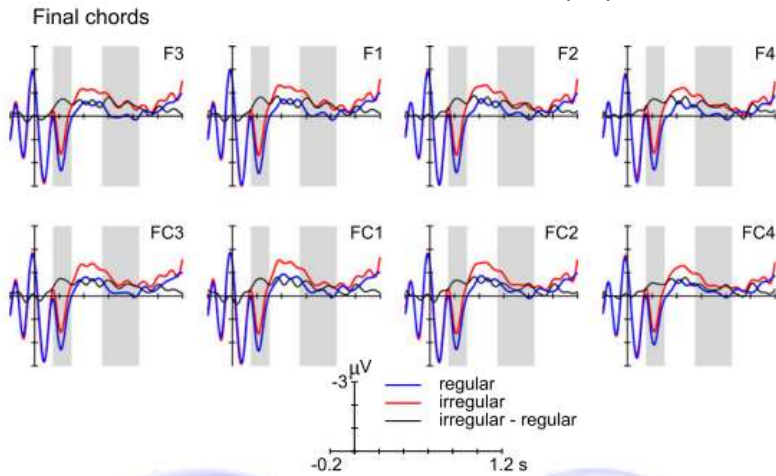 Final chords
F3 F1 F2 F4
FC3 FC1 FC2 FC4
-3 µV
regular
irregular
irregular - regular
-0.2 1.2 s